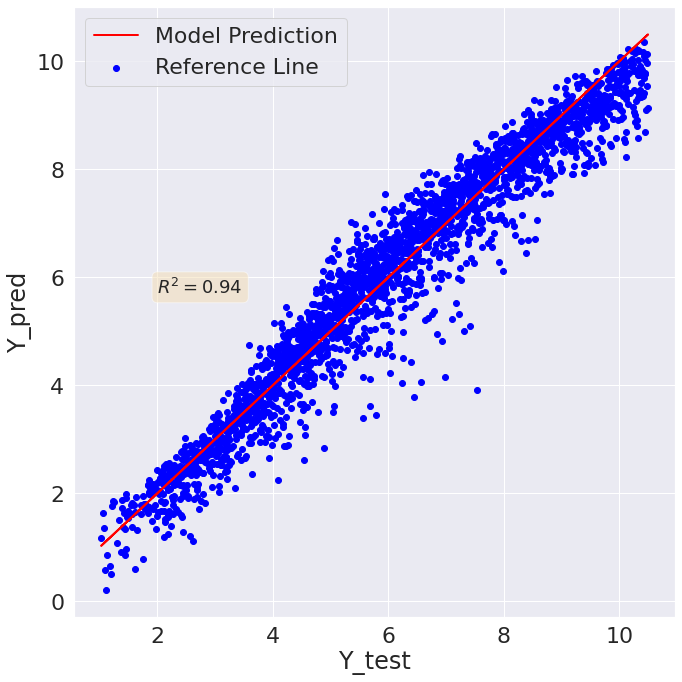 Model Prediction
Reference Line
R² = 0.94
Y_pred
10
8
6
4
2
0
2 4 6 8 10
Y_test